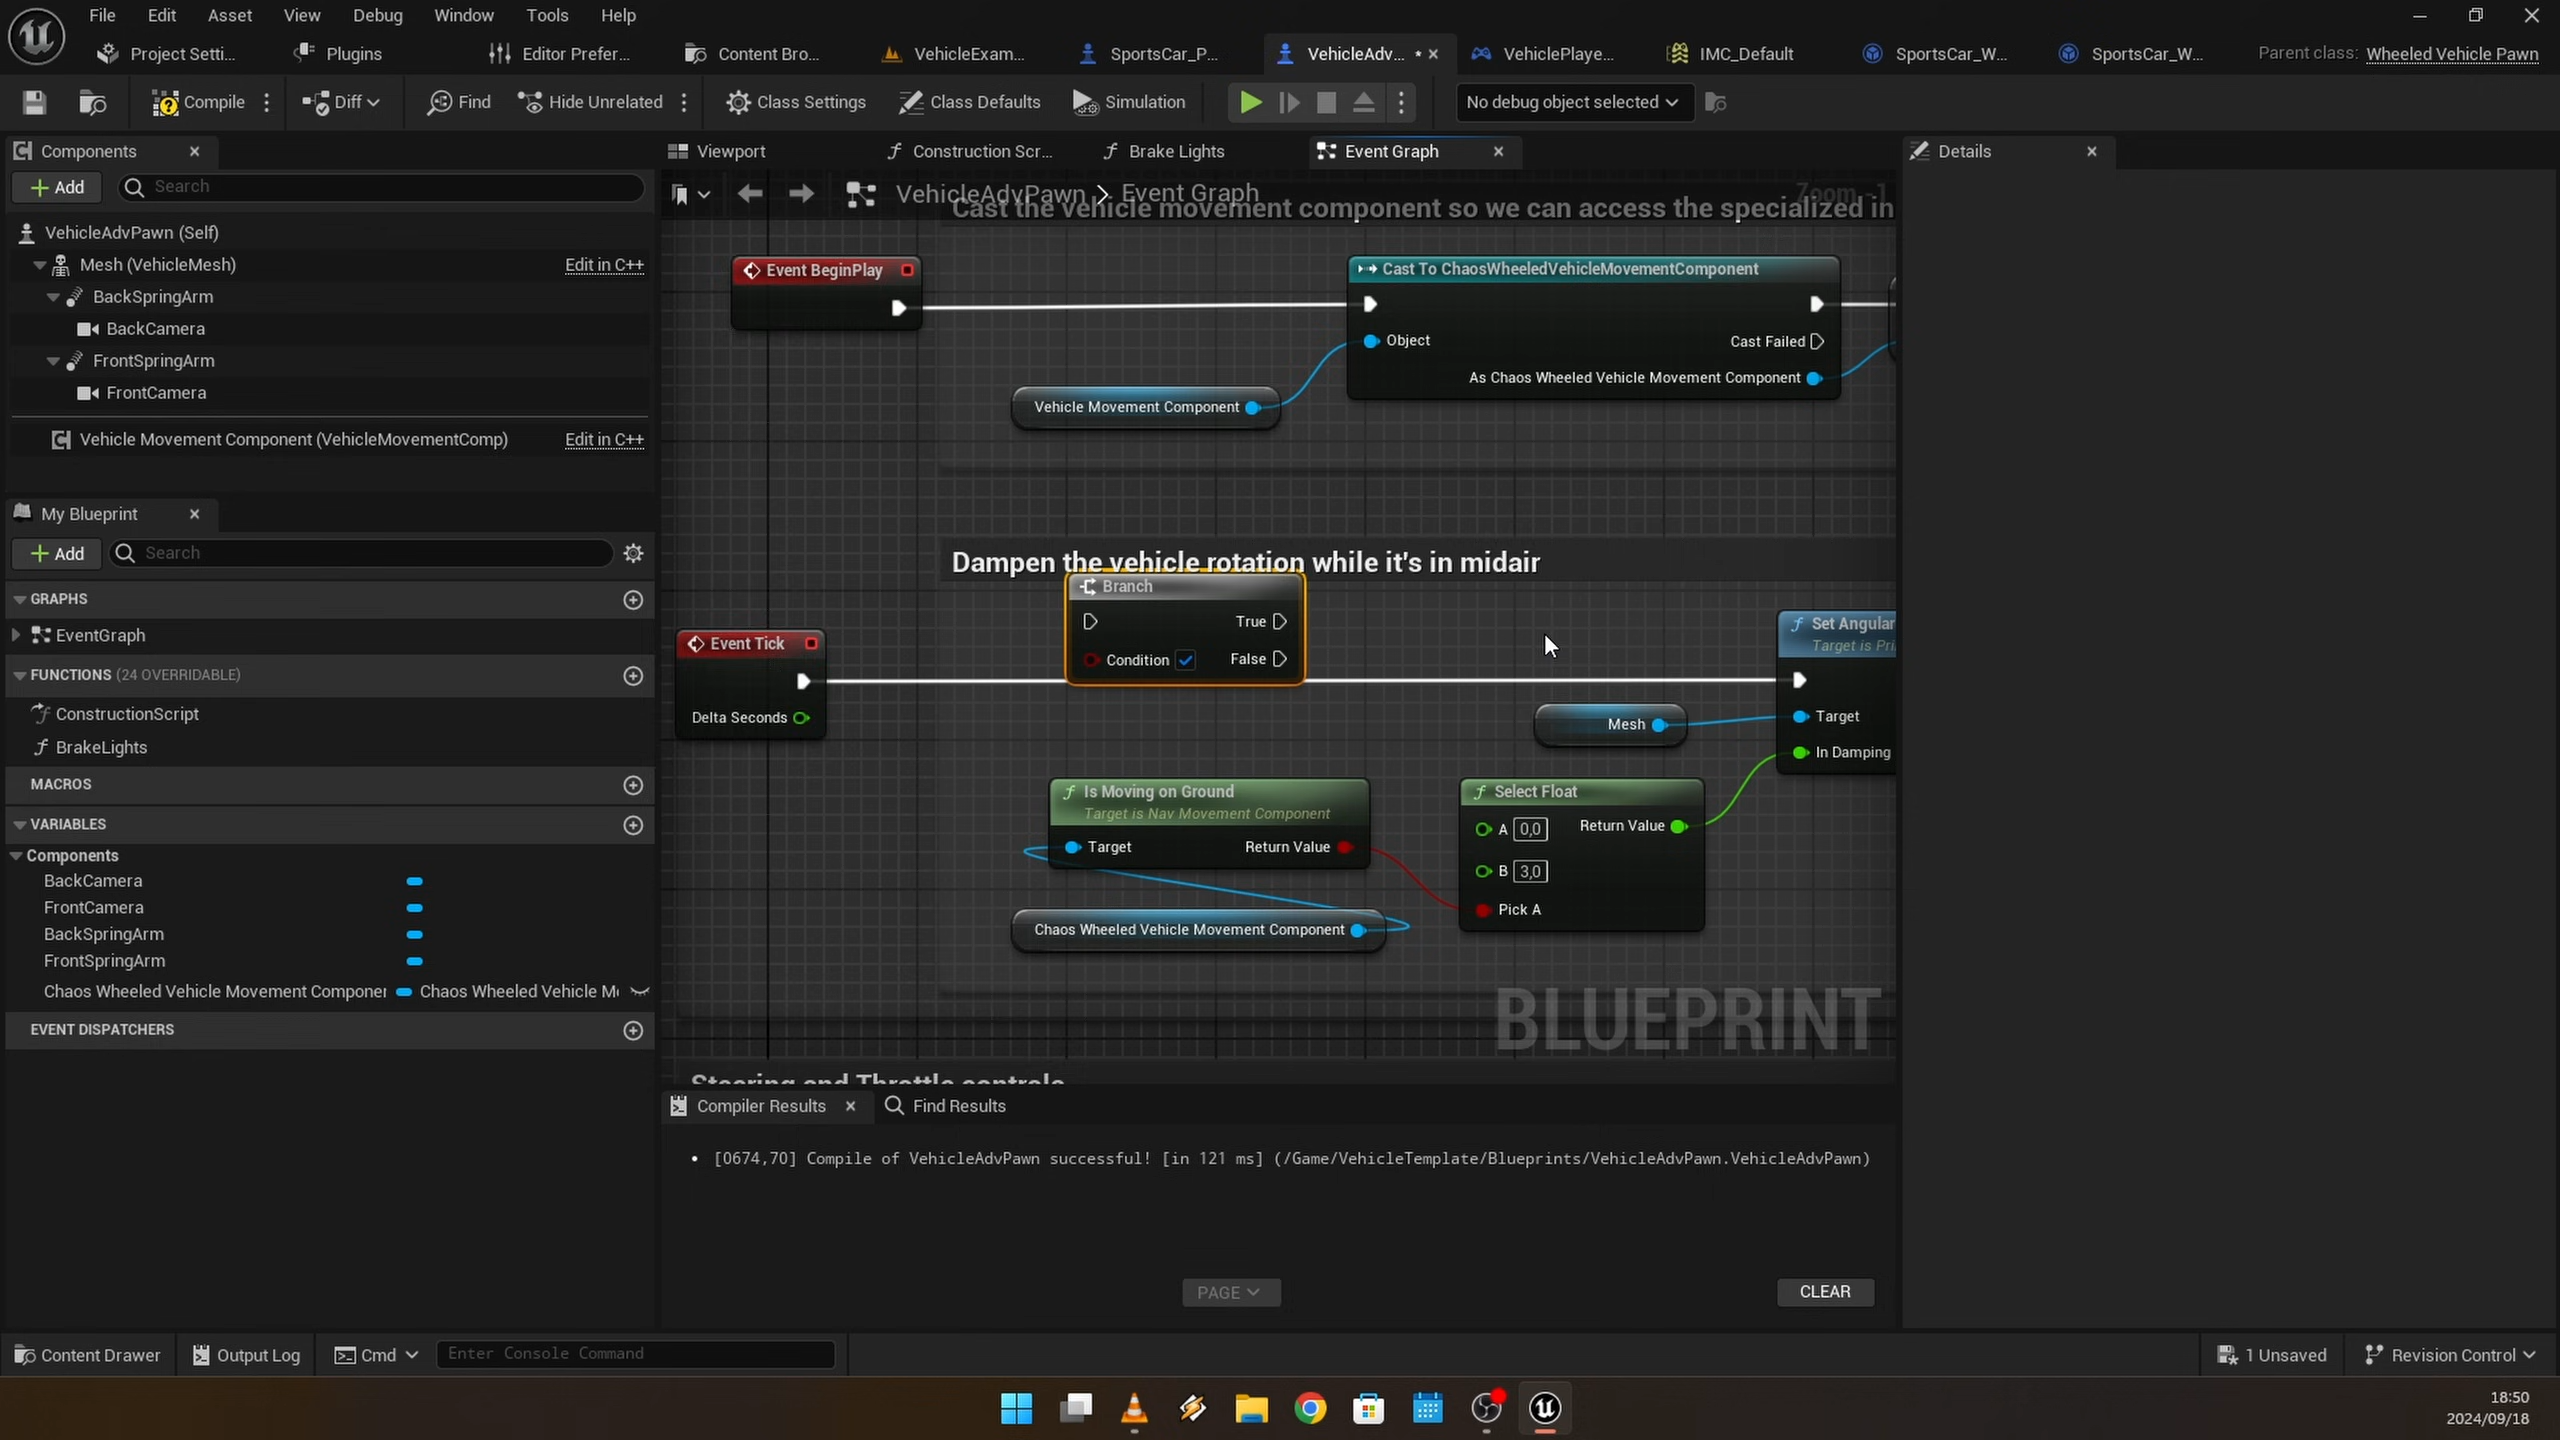 File Edit Asset View Debug Window Tools Help
Project Setti... Plugins Editor Prefer... Content Bro... VehicleExam... SportsCar_P... VehicleAdv... • VehiclePlaye... IMC_Default SportsCar_W... SportsCar_W... Parent class: Wheeled Vehicle Pawn
Compile Diff Find Hide Unrelated Class Settings Class Defaults Simulation No debug object selected
Components
Add Search
VehicleAdvPawn (Self)
Mesh (VehicleMesh) Edit in C++
BackSpringArm
BackCamera
FrontSpringArm
FrontCamera
Vehicle Movement Component (VehicleMovementComp) Edit in C++
My Blueprint
Add Search
GRAPHS
EventGraph
FUNCTIONS (24 OVERRIDABLE)
ConstructionScript
BrakeLights
MACROS
VARIABLES
Components
BackCamera
FrontCamera
BackSpringArm
FrontSpringArm
Chaos Wheeled Vehicle Movement Componer Chaos Wheeled Vehicle M
EVENT DISPATCHERS
Viewport Construction Scr... Brake Lights Event Graph
VehicleAdvPawn > Event Graph
Zoom -1
Cast the vehicle movement component so we can access the specialized in
Event BeginPlay
Cast To ChaosWheeledVehicleMovementComponent
Object
Cast Failed
As Chaos Wheeled Vehicle Movement Component
Vehicle Movement Component
Dampen the vehicle rotation while it's in midair
Branch
True
Condition False
Event Tick
Delta Seconds
Set Angular
Target is Pri
Target
In Damping
Mesh
Is Moving on Ground
Target is Nav Movement Component
Target Return Value
Select Float
A 0,0 Return Value
B 3,0
Pick A
Chaos Wheeled Vehicle Movement Component
BLUEPRINT
Steering and Throttle controls
Compiler Results Find Results
• [0674,70] Compile of VehicleAdvPawn successful! [in 121 ms] (/Game/VehicleTemplate/Blueprints/VehicleAdvPawn.VehicleAdvPawn)
PAGE CLEAR
Details
Content Drawer Output Log Cmd Enter Console Command 1 Unsaved Revision Control
18:50
2024/09/18